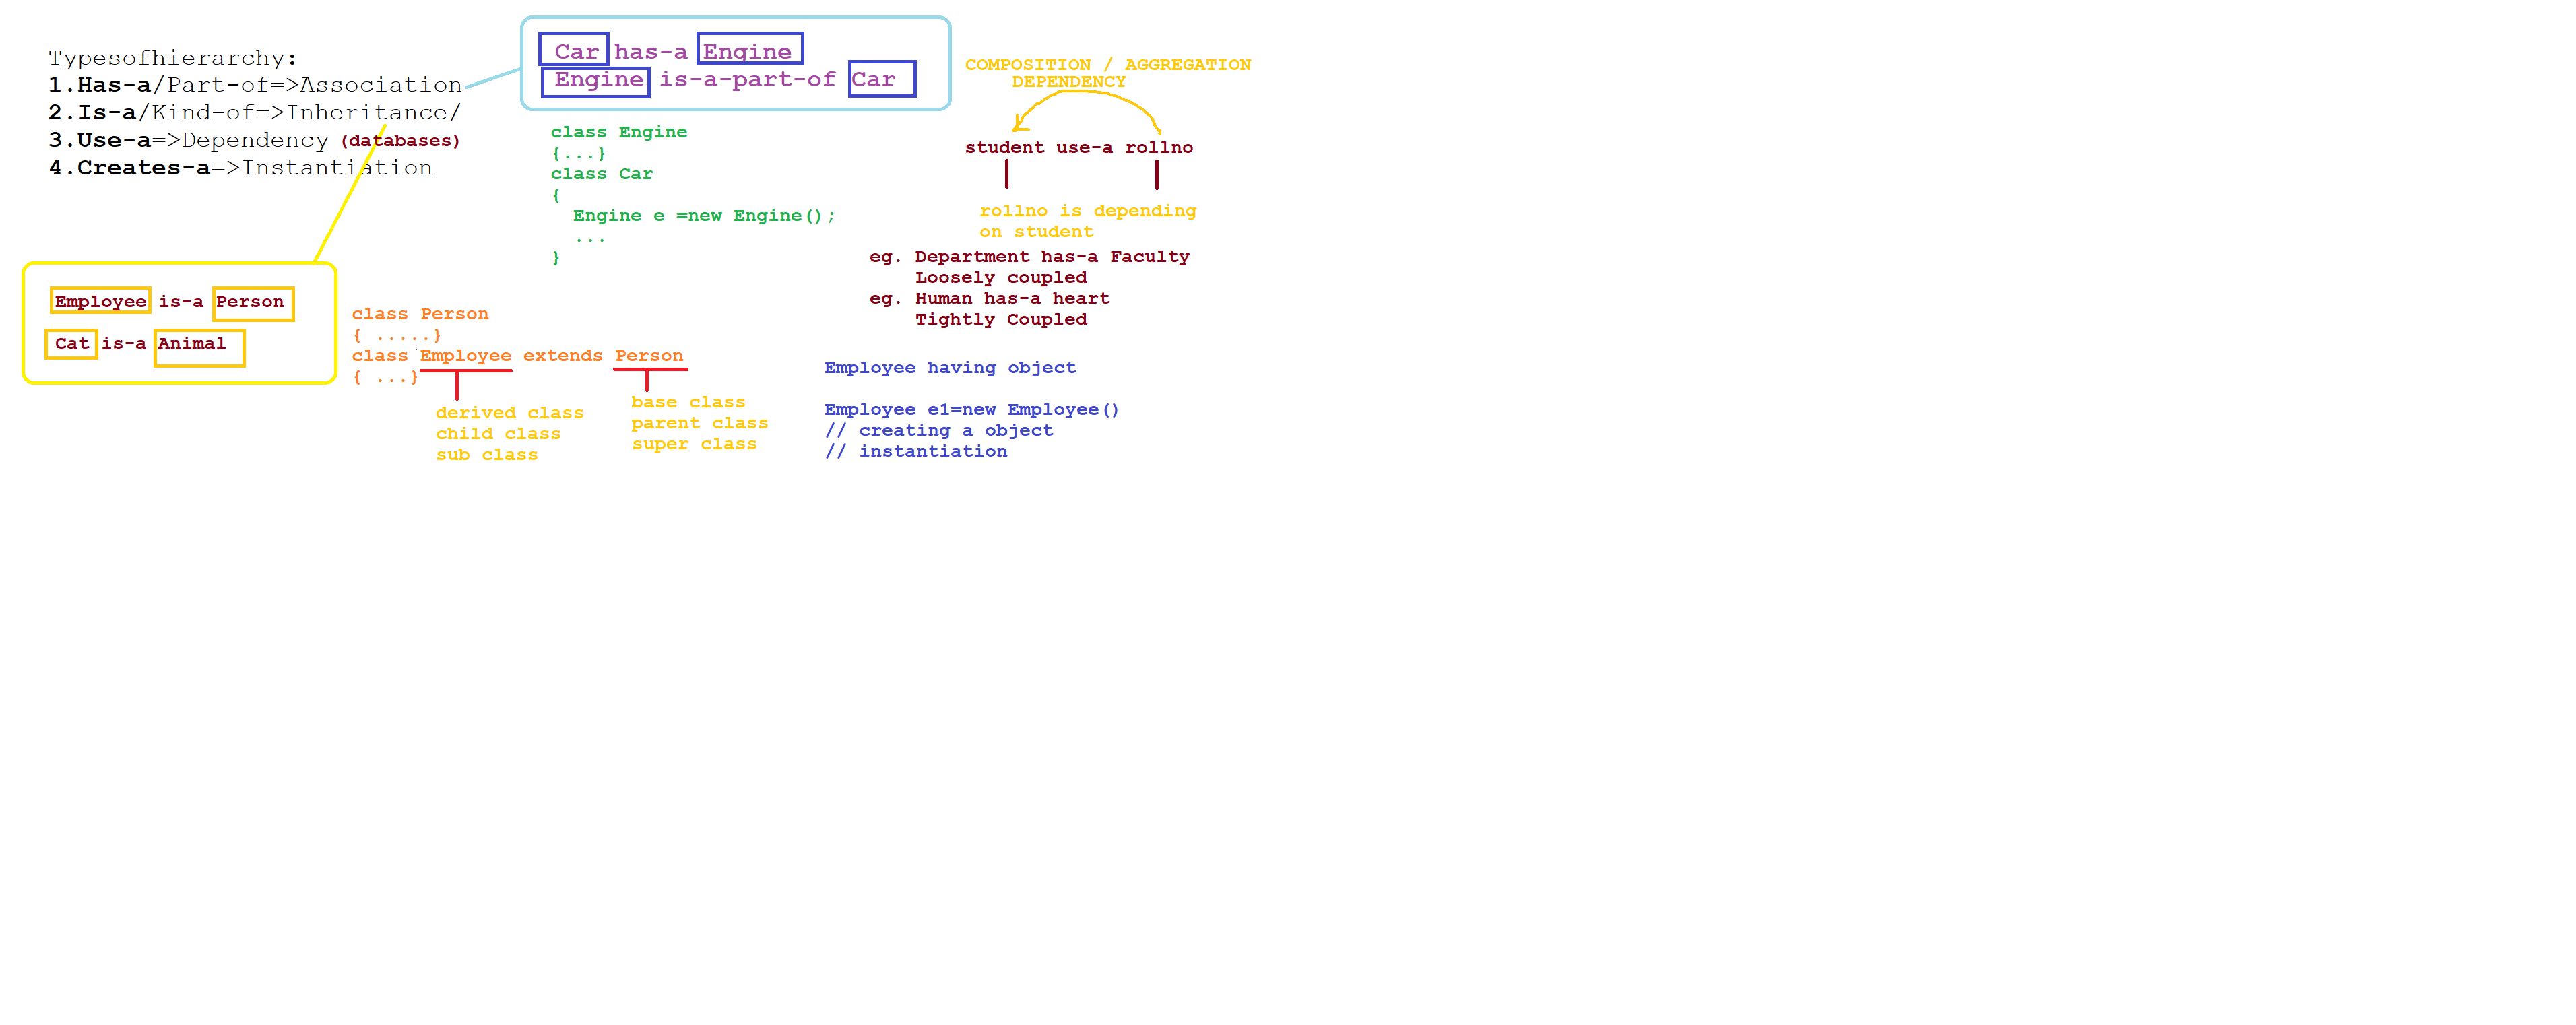 Typesofhierarchy:
1.Has-a/Part-of=>Association
2.Is-a/Kind-of=>Inheritance/
3.Use-a=>Dependency (databases)
4.Creates-a=>Instantiation
Car has-a Engine
Engine is-a-part-of Car
class Engine
{...}
class Car
{
Engine e =new Engine();
...
}
COMPOSITION / AGGREGATION
DEPENDENCY
student use-a rollno
rollno is depending
on student
eg. Department has-a Faculty
Loosely coupled
eg. Human has-a heart
Tightly Coupled
Employee is-a Person
Cat is-a Animal
class Person
{ .....}
class Employee extends Person
{ ...}
derived class
child class
sub class
base class
parent class
super class
Employee having object
Employee e1=new Employee()
// creating a object
// instantiation